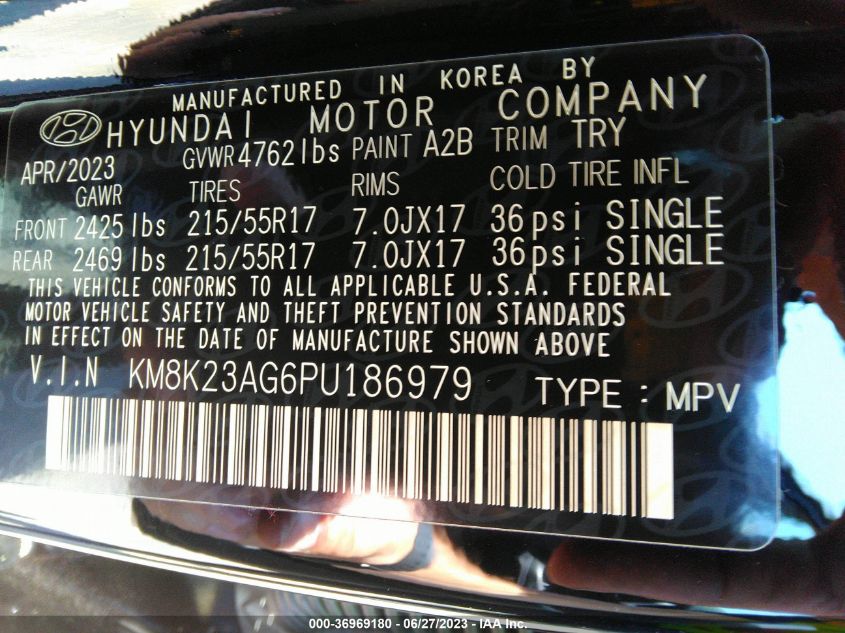 MANUFACTURED IN KOREA BY
HYUNDAI MOTOR COMPANY
APR/2023 GVWR 4762 lbs PAINT A2B TRIM TRY
GAWR TIRES RIMS COLD TIRE INFL
FRONT 2425 lbs 215/55R17 7.0JX17 36psi SINGLE
REAR 2469 lbs 215/55R17 7.0JX17 36psi SINGLE
THIS VEHICLE CONFORMS TO ALL APPLICABLE U.S.A. FEDERAL
MOTOR VEHICLE SAFETY AND THEFT PREVENTION STANDARDS
IN EFFECT ON THE DATE OF MANUFACTURE SHOWN ABOVE
V.I.N KM8K23AG6PU186979 TYPE : MPV
000-36969180 - 06/27/2023 - IAA Inc.